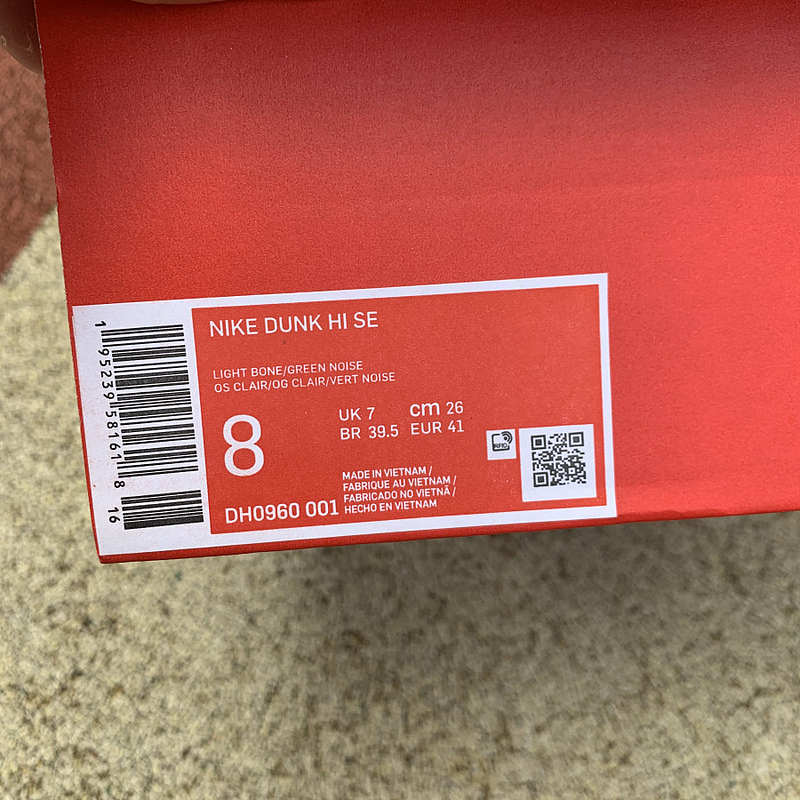 NIKE DUNK HI SE
LIGHT BONE/GREEN NOISE
OS CLAIR/OG CLAIR/VERT NOISE
8
UK 7 cm 26
BR 39.5 EUR 41
MADE IN VIETNAM /
FABRIQUE AU VIETNAM /
FABRICADO NO VIETNÃ /
HECHO EN VIETNAM
DH0960 001
RFID
1 95239 58161 8
16